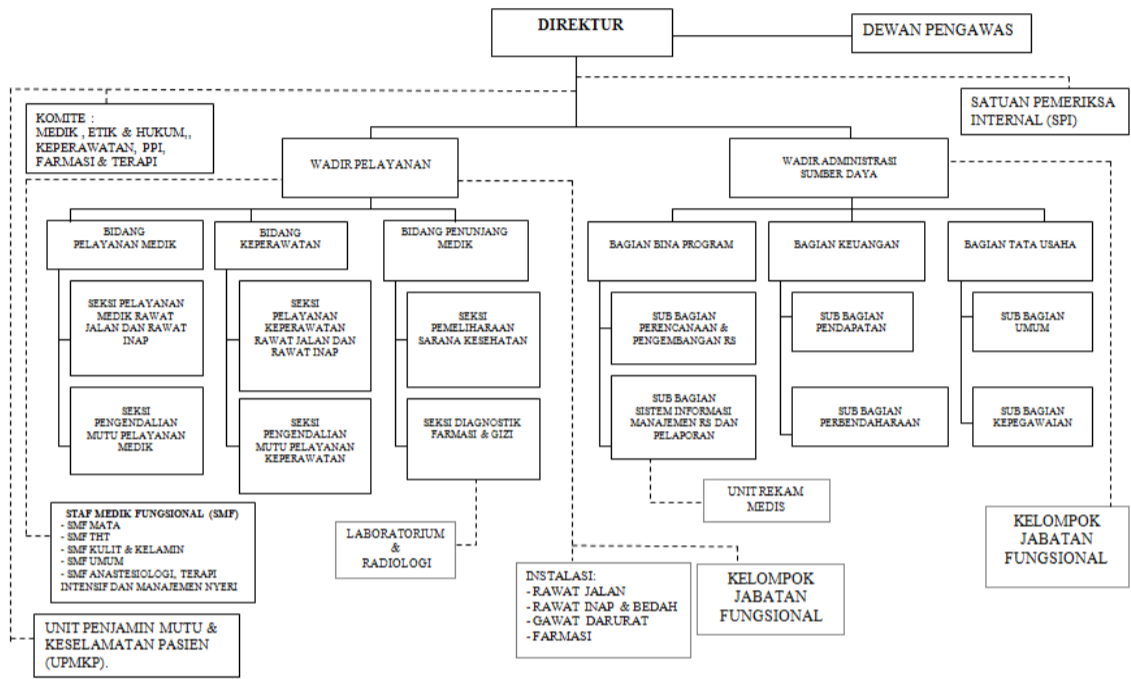 DIREKTUR
DEWAN PENGAWAS
KOMITE :
MEDIK , ETIK & HUKUM,,
KEPERAWATAN, PPI,
FARMASI & TERAPI
SATUAN PEMERIKSA
INTERNAL (SPI)
WADIR PELAYANAN
WADIR ADMINISTRASI
SUMBER DAYA
BIDANG
PELAYANAN MEDIK
BIDANG
KEPERAWATAN
BIDANG PENUNJANG
MEDIK
BAGIAN BINA PROGRAM
BAGIAN KEUANGAN
BAGIAN TATA USAHA
SEKSI PELAYANAN
MEDIK RAWAT
JALAN DAN RAWAT
INAP
SEKSI
PELAYANAN
KEPERAWATAN
RAWAT JALAN DAN
RAWAT INAP
SEKSI
PEMELIHARAAN
SARANA KESEHATAN
SUB BAGIAN
PERENCANAAN &
PENGEMBANGAN RS
SUB BAGIAN
PENDAPATAN
SUB BAGIAN
UMUM
SEKSI
PENGENDALIAN
MUTU PELAYANAN
MEDIK
SEKSI
PENGENDALIAN
MUTU PELAYANAN
KEPERAWATAN
SEKSI DIAGNOSTIK
FARMASI & GIZI
SUB BAGIAN
SISTEM INFORMASI
MANAJEMEN RS DAN
PELAPORAN
SUB BAGIAN
PERBENDAHARAAN
SUB BAGIAN
KEPEGAWAIAN
UNIT REKAM
MEDIS
STAF MEDIK FUNGSIONAL (SMF)
- SMF MATA
- SMF THT
- SMF KULIT & KELAMIN
- SMF UMUM
- SMF ANASTESIOLOGI, TERAPI
INTENSIF DAN MANAJEMEN NYERI
LABORATORIUM
&
RADIOLOGI
INSTALASI:
- RAWAT JALAN
- RAWAT INAP & BEDAH
- GAWAT DARURAT
- FARMASI
KELOMPOK
JABATAN
FUNGSIONAL
KELOMPOK
JABATAN
FUNGSIONAL
UNIT PENJAMIN MUTU &
KESELAMATAN PASIEN
(UPMKP).